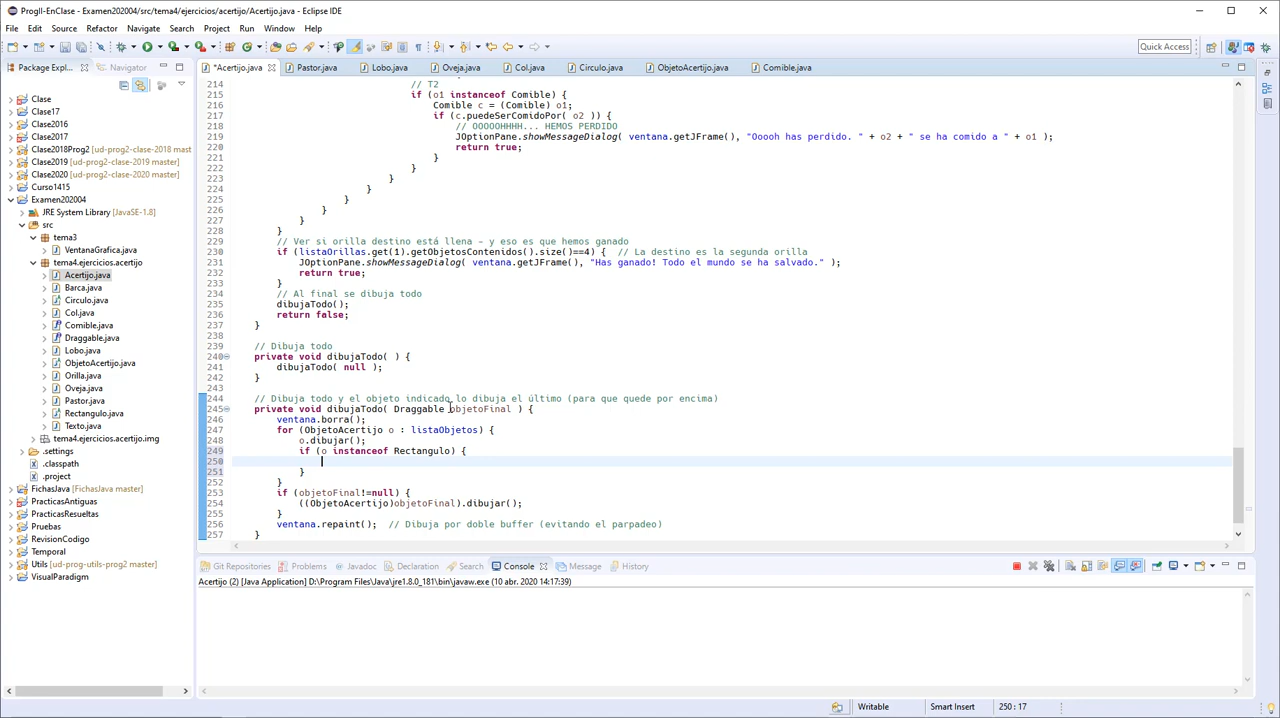 ProgII-EnClase - Examen202004/src/tema4/ejercicios/acertijo/Acertijo.java - Eclipse IDE
File Edit Source Refactor Navigate Search Project Run Window Help
Quick Access
Package Expl... Navigator
*Acertijo.java Pastor.java Lobo.java Oveja.java Col.java Circulo.java ObjetoAcertijo.java Comible.java
Clase
Clase17
Clase2016
Clase2017
Clase2018Prog2 [ud-prog2-clase-2018 mast
Clase2019 [ud-prog2-clase-2019 master]
Clase2020 [ud-prog2-clase-2020 master]
Curso1415
Examen202004
JRE System Library [JavaSE-1.8]
src
tema3
VentanaGrafica.java
tema4.ejercicios.acertijo
Acertijo.java
Barca.java
Circulo.java
Col.java
Comible.java
Draggable.java
Lobo.java
ObjetoAcertijo.java
Orilla.java
Oveja.java
Pastor.java
Rectangulo.java
Texto.java
tema4.ejercicios.acertijo.img
.settings
.classpath
.project
FichasJava [FichasJava master]
PracticasAntiguas
PracticasResueltas
Pruebas
RevisionCodigo
Temporal
Utils [ud-prog-utils-prog2 master]
VisualParadigm
214 // T2
215 if (o1 instanceof Comible) {
216 Comible c = (Comible) o1;
217 if (c.puedeSerComidoPor( o2 )) {
218 // OOOOOHHHH... HEMOS PERDIDO
219 JOptionPane.showMessageDialog( ventana.getJFrame(), "Ooooh has perdido. " + o2 + " se ha comido a " + o1 );
220 return true;
221 }
222 }
223 }
224 }
225 }
226 }
227 }
228 }
229 // Ver si orilla destino está llena - y eso es que hemos ganado
230 if (listaOrillas.get(1).getObjetosContenidos().size()==4) { // La destino es la segunda orilla
231 JOptionPane.showMessageDialog( ventana.getJFrame(), "Has ganado! Todo el mundo se ha salvado." );
232 return true;
233 }
234 // Al final se dibuja todo
235 dibujaTodo();
236 return false;
237 }
238
239 // Dibuja todo
240 private void dibujaTodo( ) {
241 dibujaTodo( null );
242 }
243
244 // Dibuja todo y el objeto indicado lo dibuja el último (para que quede por encima)
245 private void dibujaTodo( Draggable objetoFinal ) {
246 ventana.borra();
247 for (ObjetoAcertijo o : listaObjetos) {
248 o.dibujar();
249 if (o instanceof Rectangulo) {
250
251 }
252 }
253 if (objetoFinal!=null) {
254 ((ObjetoAcertijo)objetoFinal).dibujar();
255 }
256 ventana.repaint(); // Dibuja por doble buffer (evitando el parpadeo)
257 }
Git Repositories Problems Javadoc Declaration Search Console Message History
Acertijo (2) [Java Application] D:\Program Files\Java\jre1.8.0_181\bin\javaw.exe (10 abr. 2020 14:17:39)
Writable Smart Insert 250 : 17